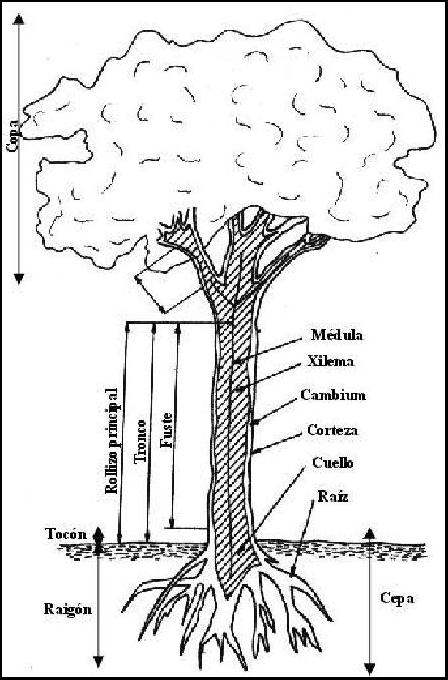 Copa
Médula
Xilema
Cambium
Corteza
Cuello
Raíz
Rollizo principal
Tronco
Fuste
Tocón
Raigón
Cepa